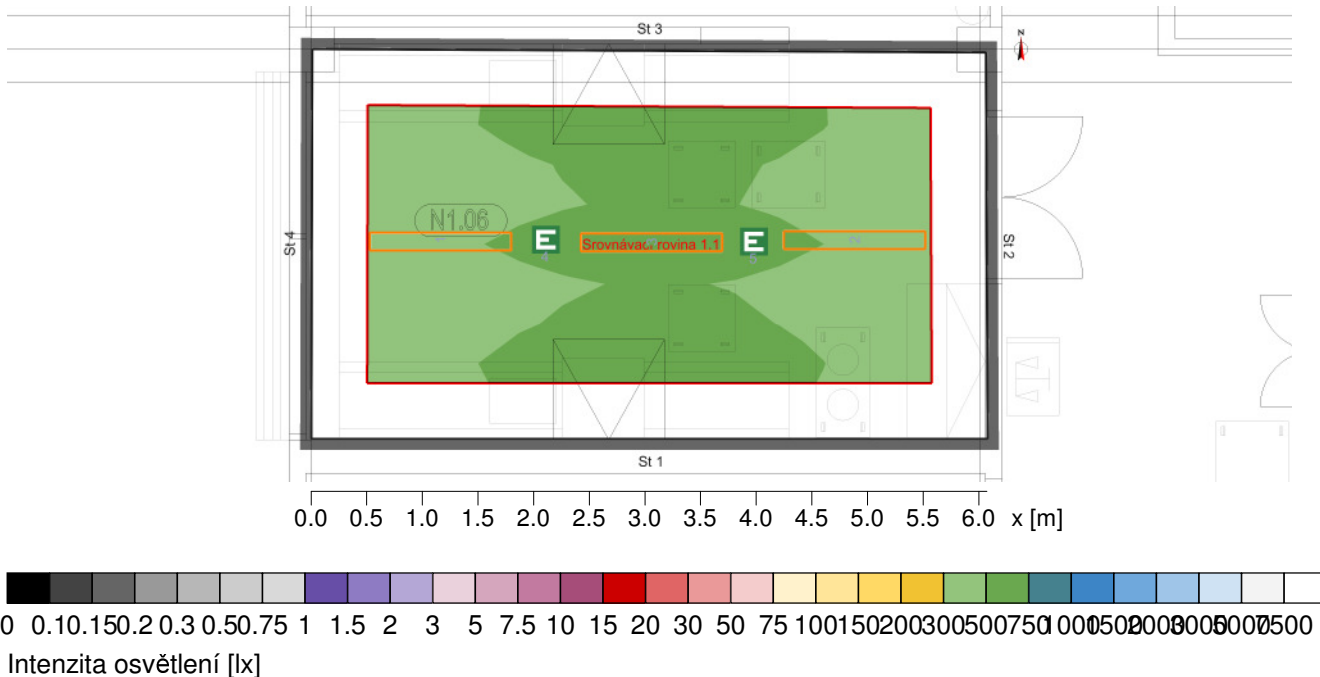 St 3
N
N1.06
St 4
E
Srovnávací rovina 1.1
E
2
4
St 2
St 1
0.0 0.5 1.0 1.5 2.0 2.5 3.0 3.5 4.0 4.5 5.0 5.5 6.0 x [m]
0 0.1 0.15 0.2 0.3 0.5 0.75 1 1.5 2 3 5 7.5 10 15 20 30 50 75 100 150 200 300 500 750 1000 1500 2000 3000 5000 7500
Intenzita osvětlení [lx]